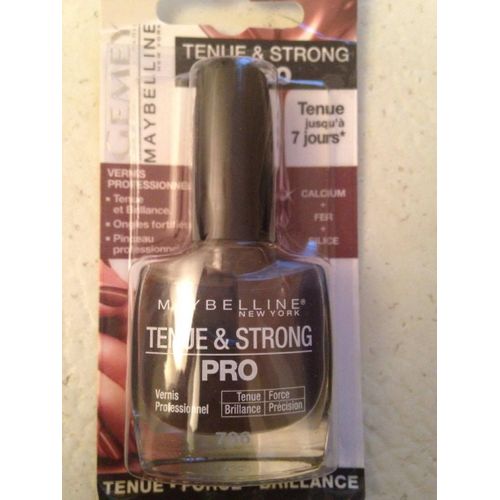 GEMEY
MAYBELLINE
NEW YORK
TENUE & STRONG
PRO
Tenue
jusqu'à
7 jours*
VERNIS
PROFESSIONNEL
• Tenue
et Brillance,
• Ongles fortifiés
• Pinceau
professionnel
CALCIUM
+
FER
+
SILICE
MAYBELLINE®
NEW YORK
TENUE & STRONG
PRO
Vernis
Professionnel
Tenue Force
Brillance Précision
TENUE - FORCE - BRILLANCE